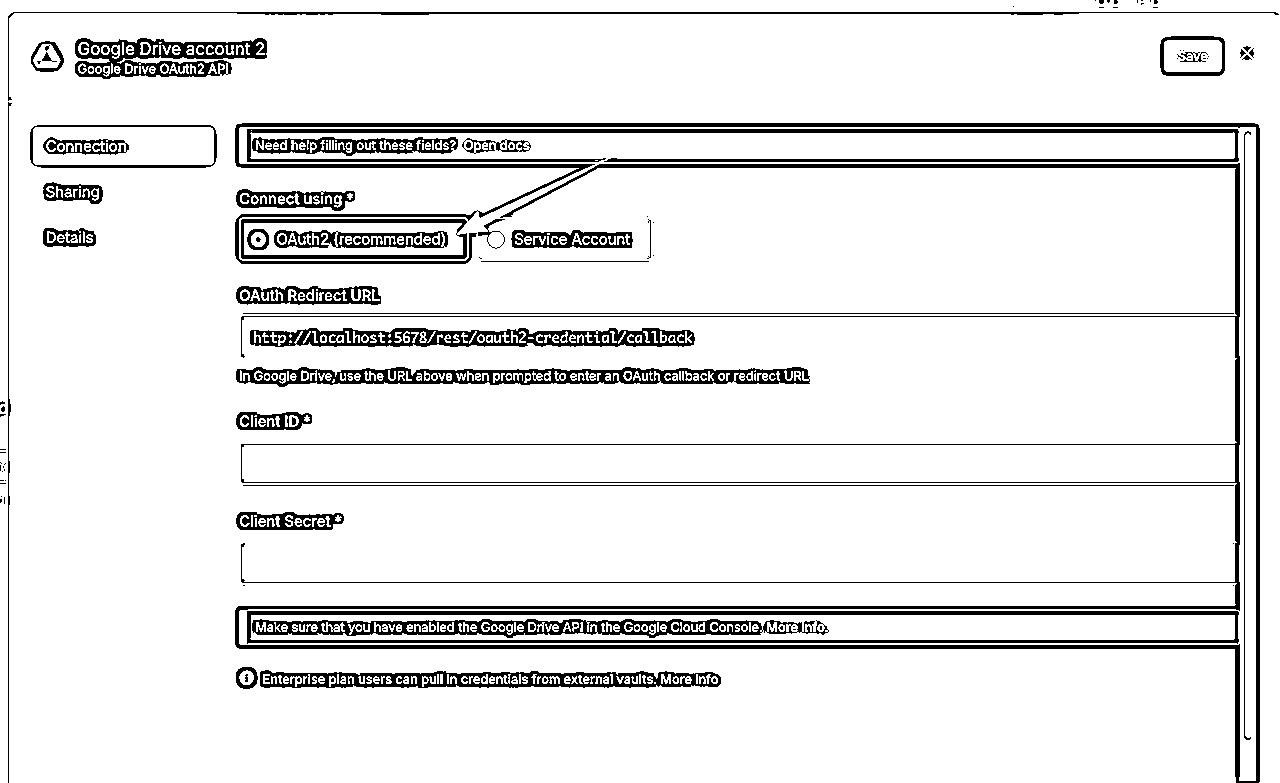 Google Drive account 2
Google Drive OAuth2 API
Save
Connection
Sharing
Details
Need help filling out these fields? Open docs
Connect using *
OAuth2 (recommended)
Service Account
OAuth Redirect URL
http://localhost:5678/rest/oauth2-credential/callback
In Google Drive, use the URL above when prompted to enter an OAuth callback or redirect URL
Client ID *
Client Secret *
Make sure that you have enabled the Google Drive API in the Google Cloud Console. More info.
Enterprise plan users can pull in credentials from external vaults. More info